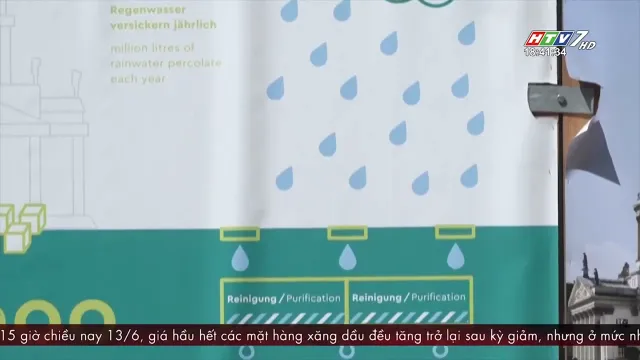 Regenwasser
versickern jährlich
million litres of
rainwater percolate
each year
HTV7 HD
16:41:34
Reinigung / Purification
Reinigung / Purification
15 giờ chiều nay 13/6, giá hầu hết các mặt hàng xăng dầu đều tăng trở lại sau kỳ giảm, nhưng ở mức